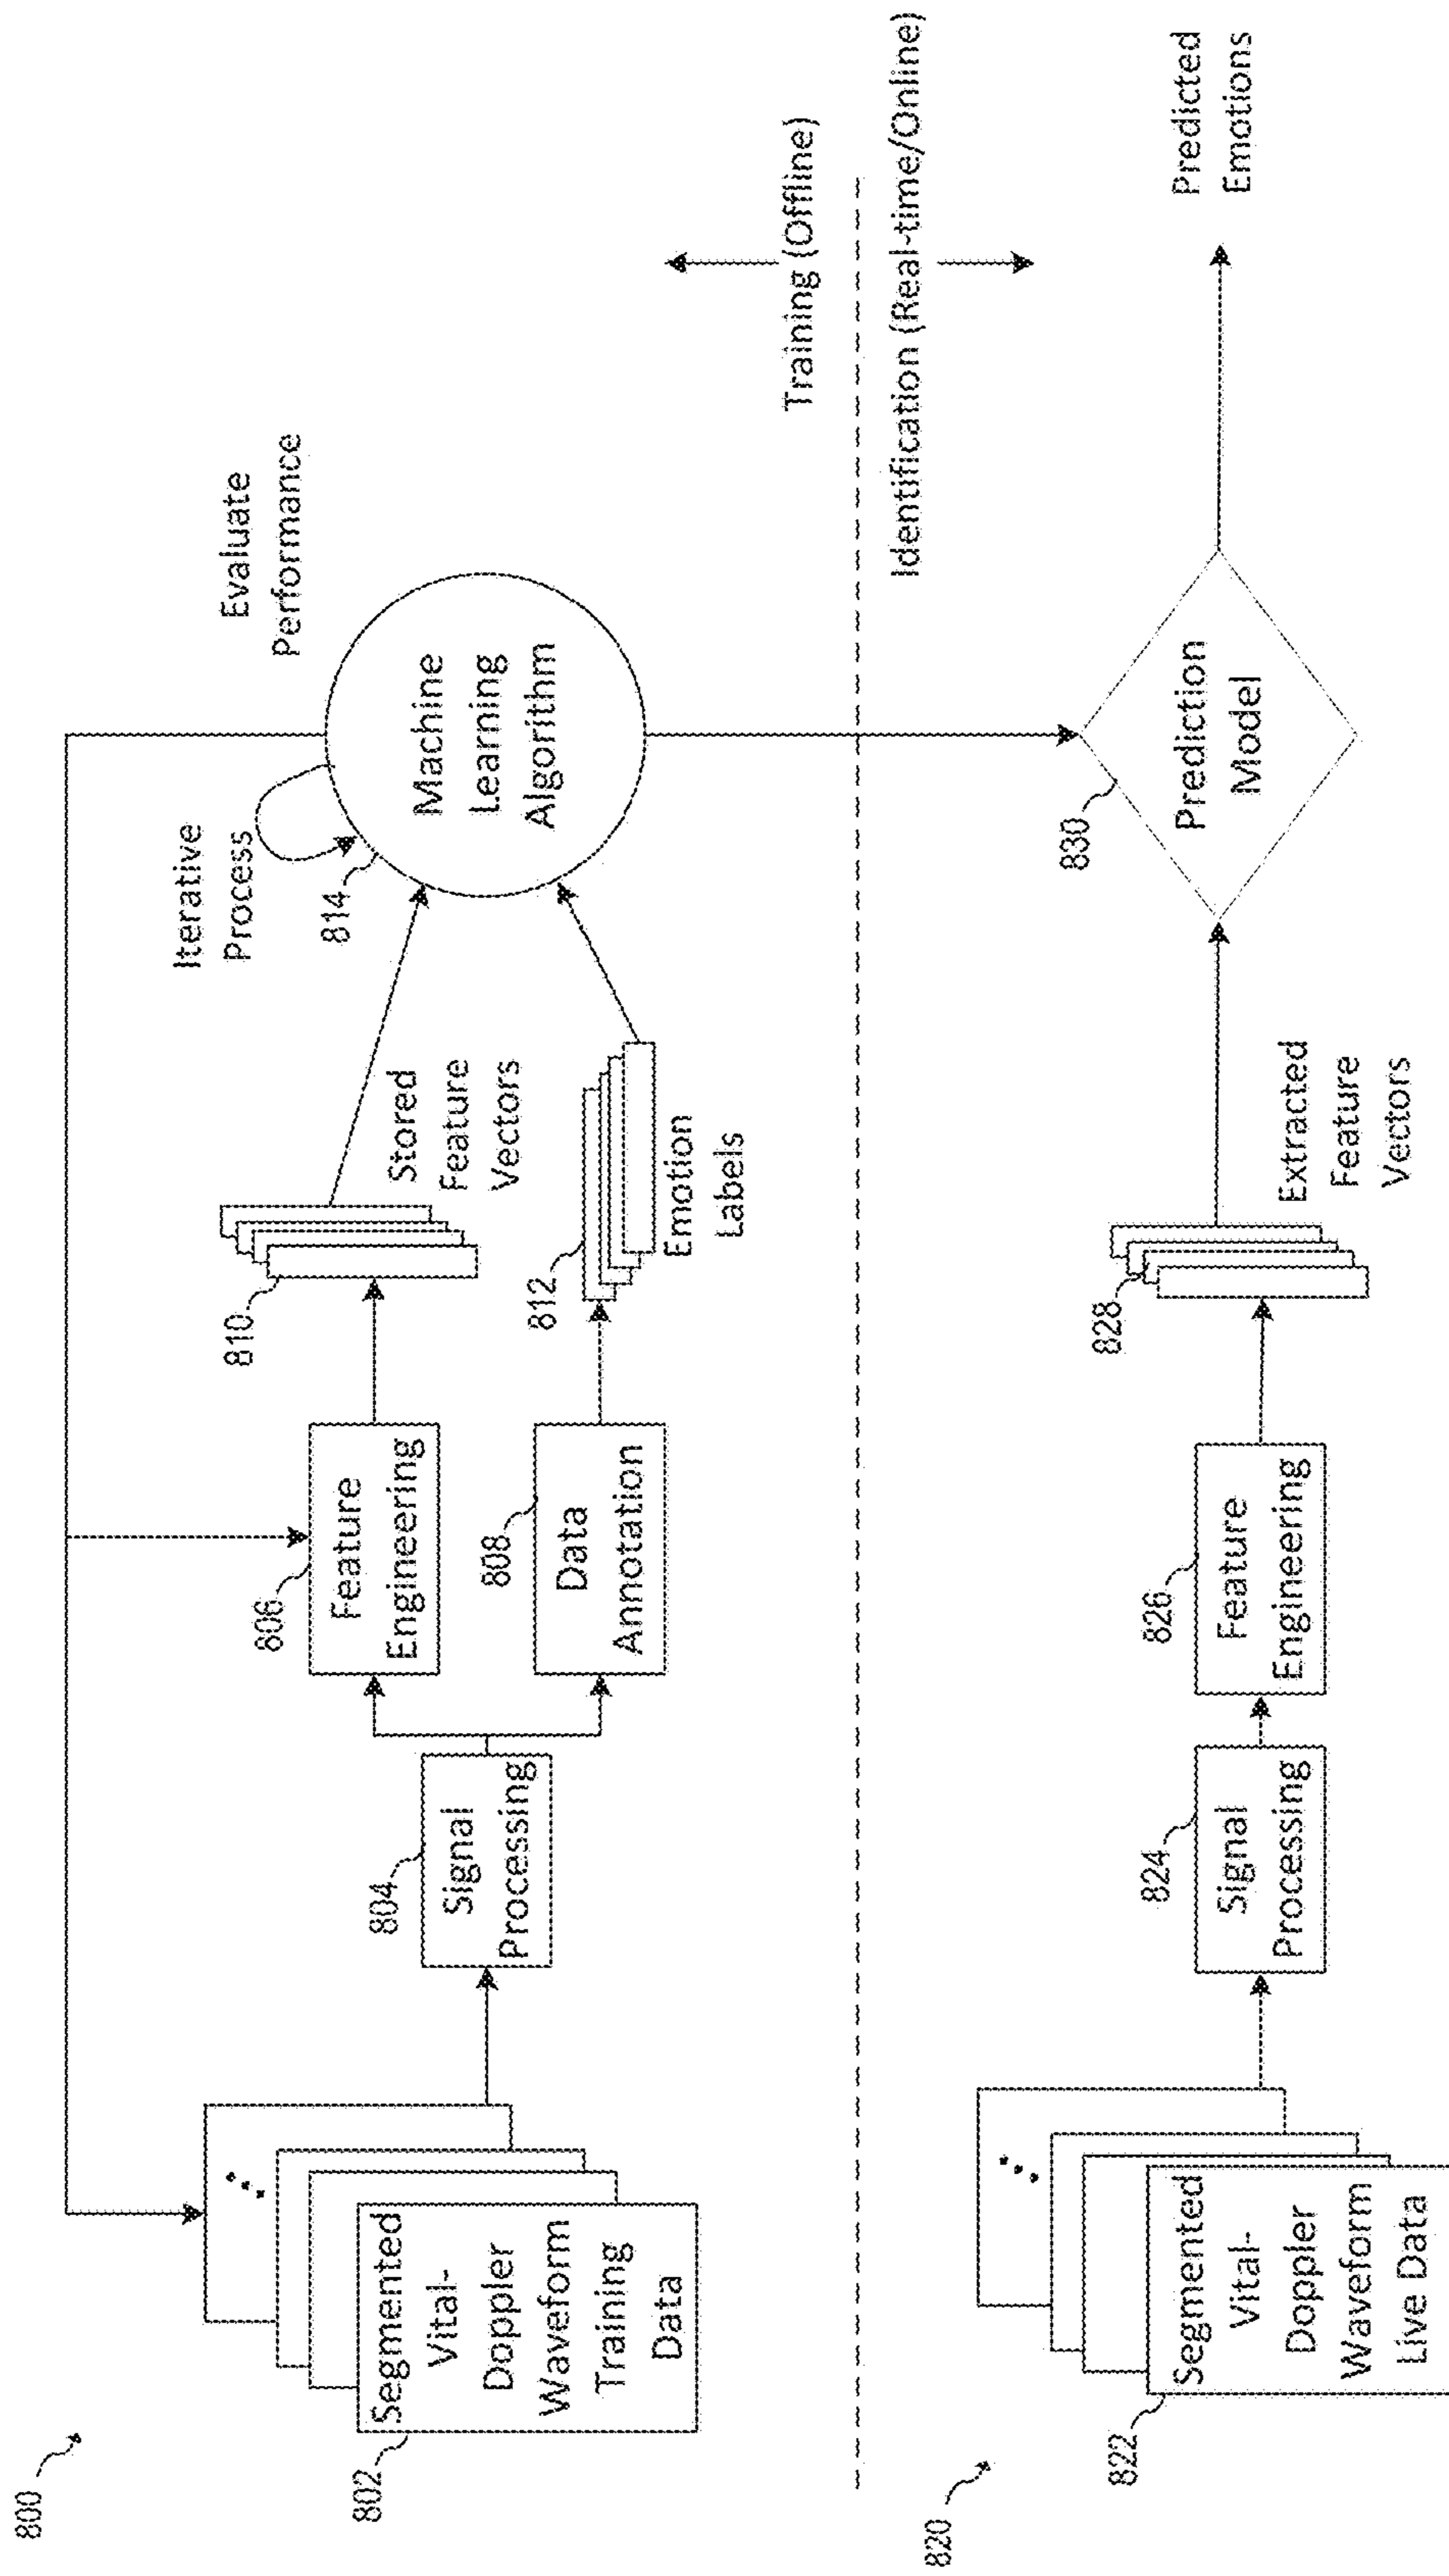 800
802
Segmented
Vital-
Doppler
Waveform
Training
Data
804
Signal
Processing
806
Feature
Engineering
808
Data
Annotation
810
Stored
Feature
Vectors
812
Emotion
Labels
Iterative
Process
814
Machine
Learning
Algorithm
Evaluate
Performance
Training (Offline)
Identification (Real-time/Online)
820
822
Segmented
Vital-
Doppler
Waveform
Live Data
824
Signal
Processing
826
Feature
Engineering
828
Extracted
Feature
Vectors
830
Prediction
Model
Predicted
Emotions